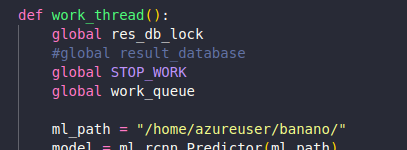 def work_thread():
global res_db_lock
#global result_database
global STOP_WORK
global work_queue
ml_path = "/home/azureuser/banano/"
model = ml_rcnn.Predictor(ml_path)